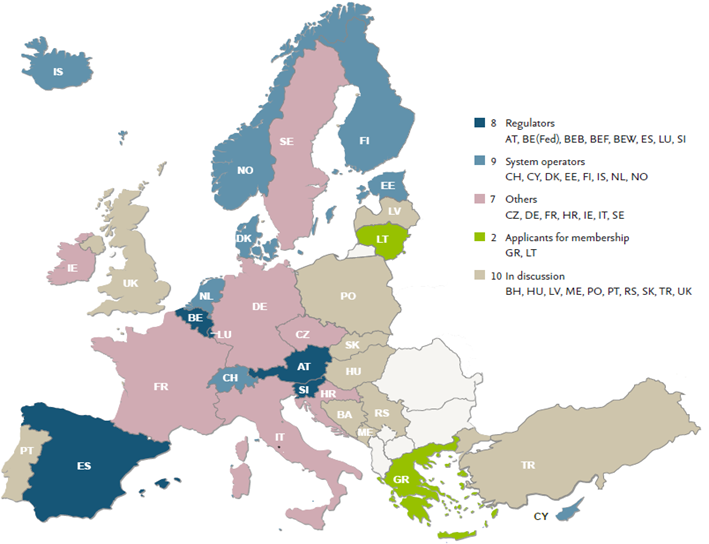 IS
SE
FI
NO
EE
LV
LT
DK
IE
UK
NL
BE
LU
DE
PO
CZ
SK
AT
HU
CH
SI
HR
FR
BA
RS
ME
IT
PT
ES
GR
TR
CY
8 Regulators
AT, BE(Fed), BEB, BEF, BEW, ES, LU, SI
9 System operators
CH, CY, DK, EE, FI, IS, NL, NO
7 Others
CZ, DE, FR, HR, IE, IT, SE
2 Applicants for membership
GR, LT
10 In discussion
BH, HU, LV, ME, PO, PT, RS, SK, TR, UK